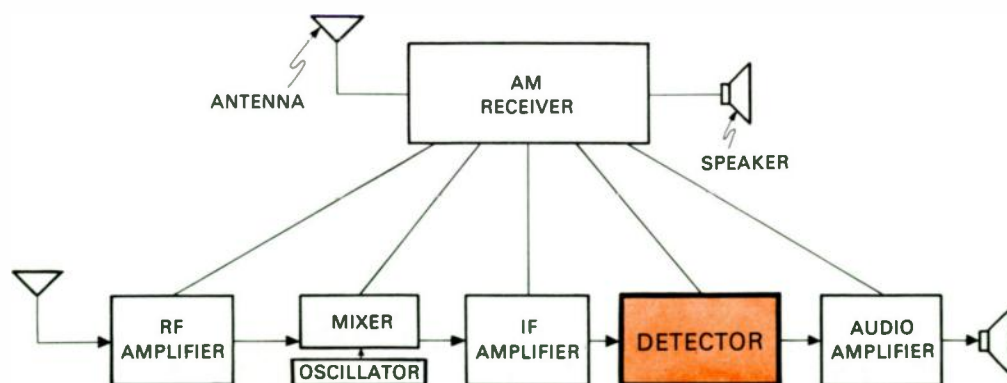 AM
RECEIVER
ANTENNA
SPEAKER
RF
AMPLIFIER
MIXER
OSCILLATOR
IF
AMPLIFIER
DETECTOR
AUDIO
AMPLIFIER